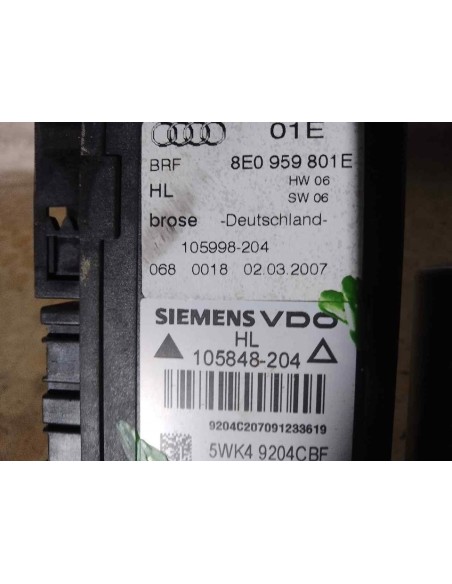 01E
BRF 8E0 959 801E
HL HW 06
SW 06
brose -Deutschland-
105998-204
068 0018 02.03.2007
SIEMENS VDO
HL
105848-204
9204C207091233619
5WK4 9204CBF